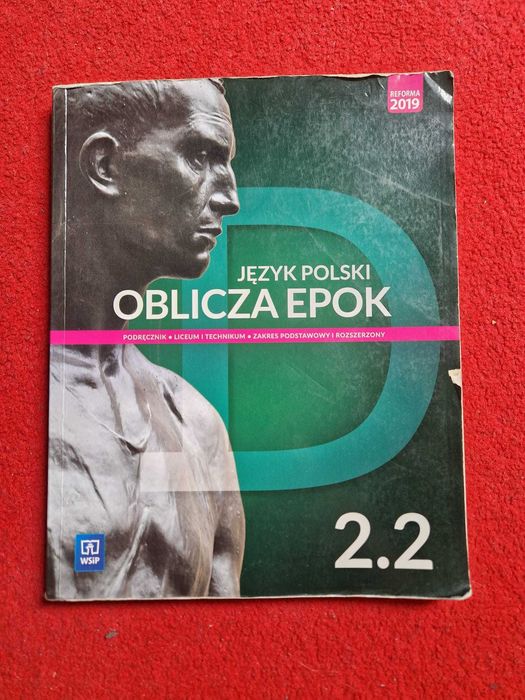 REFORMA
2019
JĘZYK POLSKI
OBLICZA EPOK
PODRĘCZNIK • LICEUM I TECHNIKUM • ZAKRES PODSTAWOWY I ROZSZERZONY
WSiP
2.2